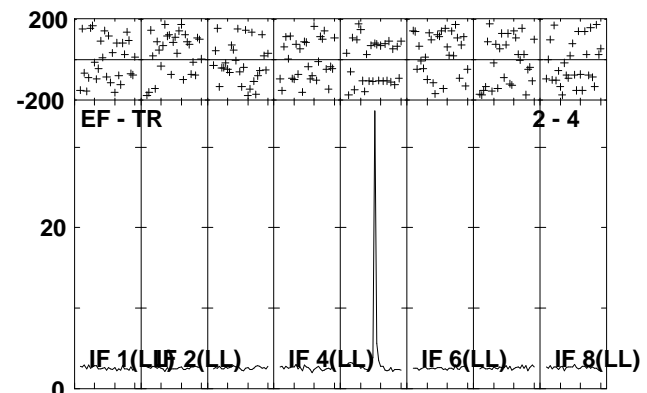 200
-200
EF - TR 2 - 4
20
IF 1(LL) IF 2(LL) IF 4(LL) IF 6(LL) IF 8(LL)
0